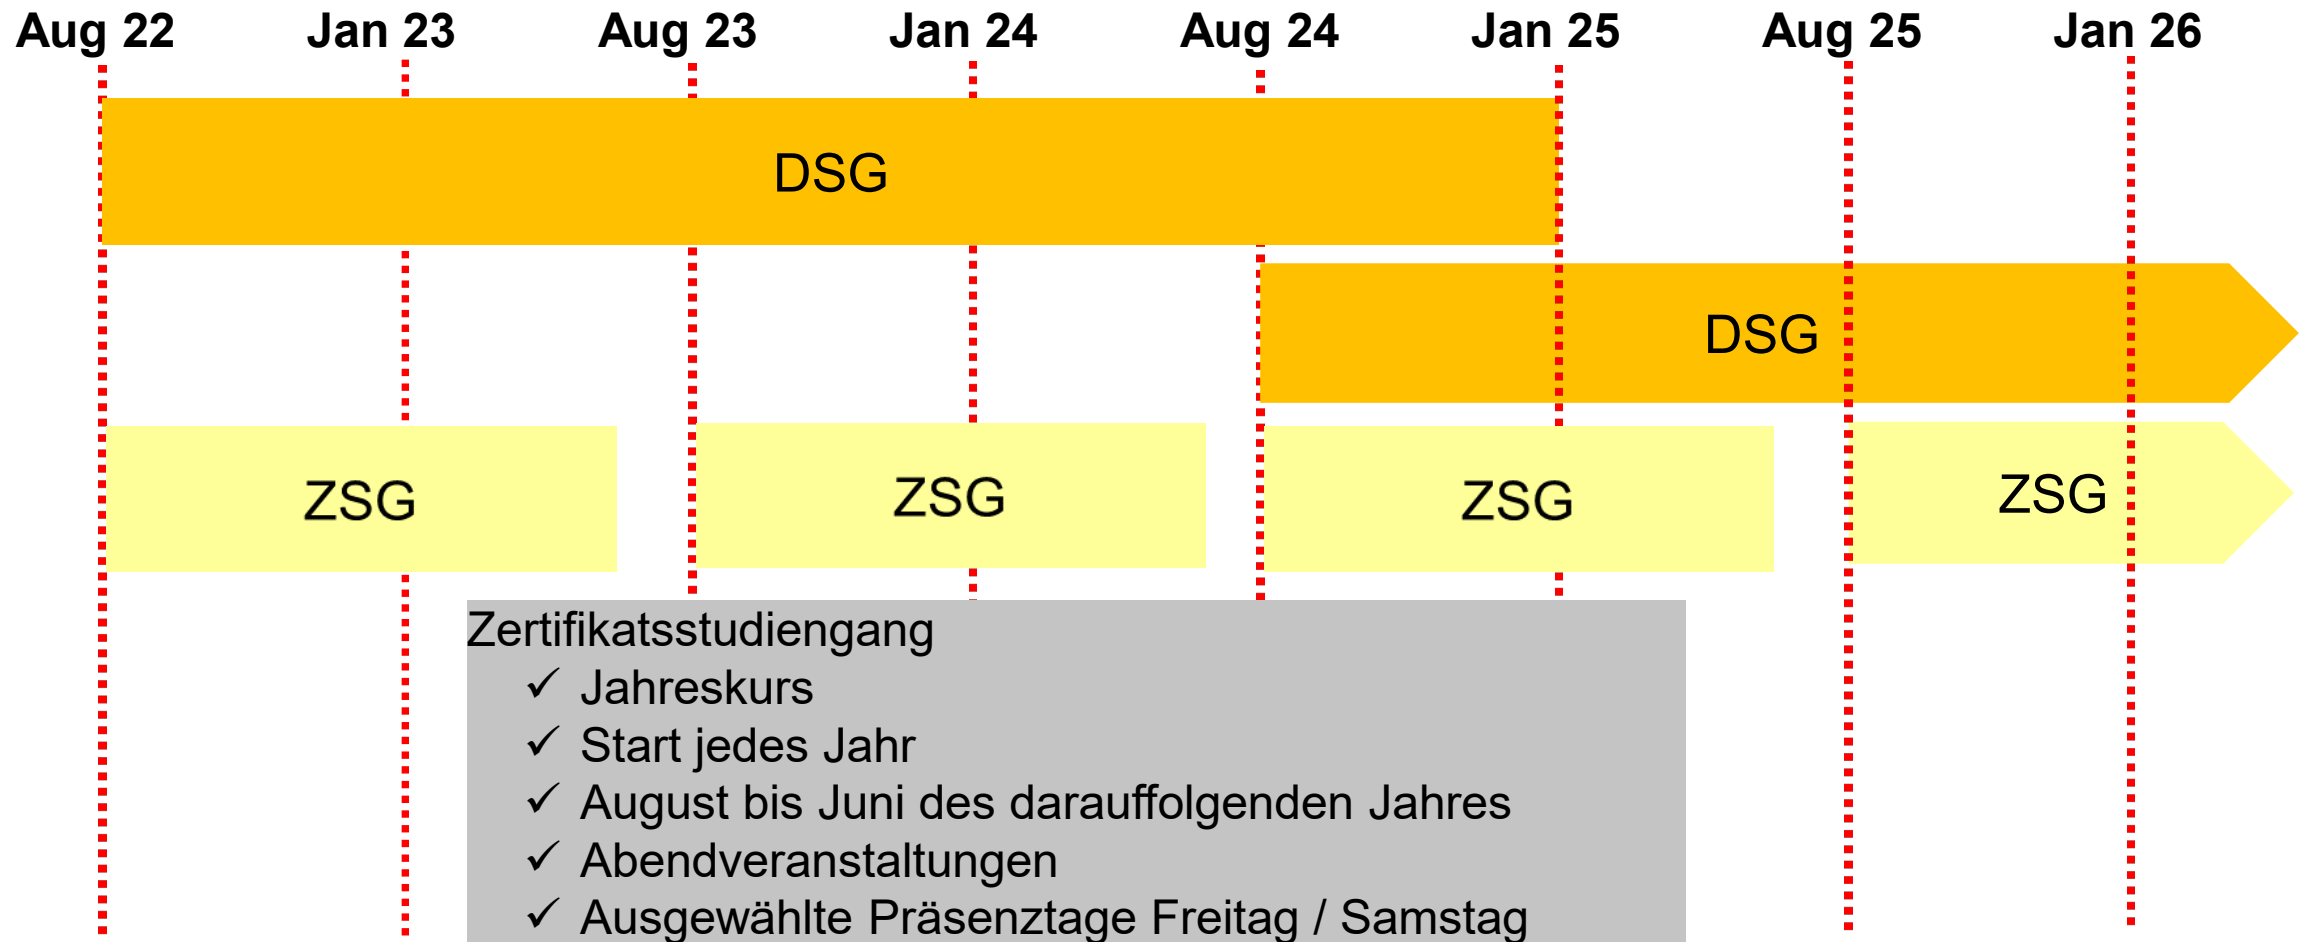 Aug 22 Jan 23 Aug 23 Jan 24 Aug 24 Jan 25 Aug 25 Jan 26
DSG
DSG
ZSG ZSG ZSG ZSG
Zertifikatsstudiengang
✓ Jahreskurs
✓ Start jedes Jahr
✓ August bis Juni des darauffolgenden Jahres
✓ Abendveranstaltungen
✓ Ausgewählte Präsenztage Freitag / Samstag